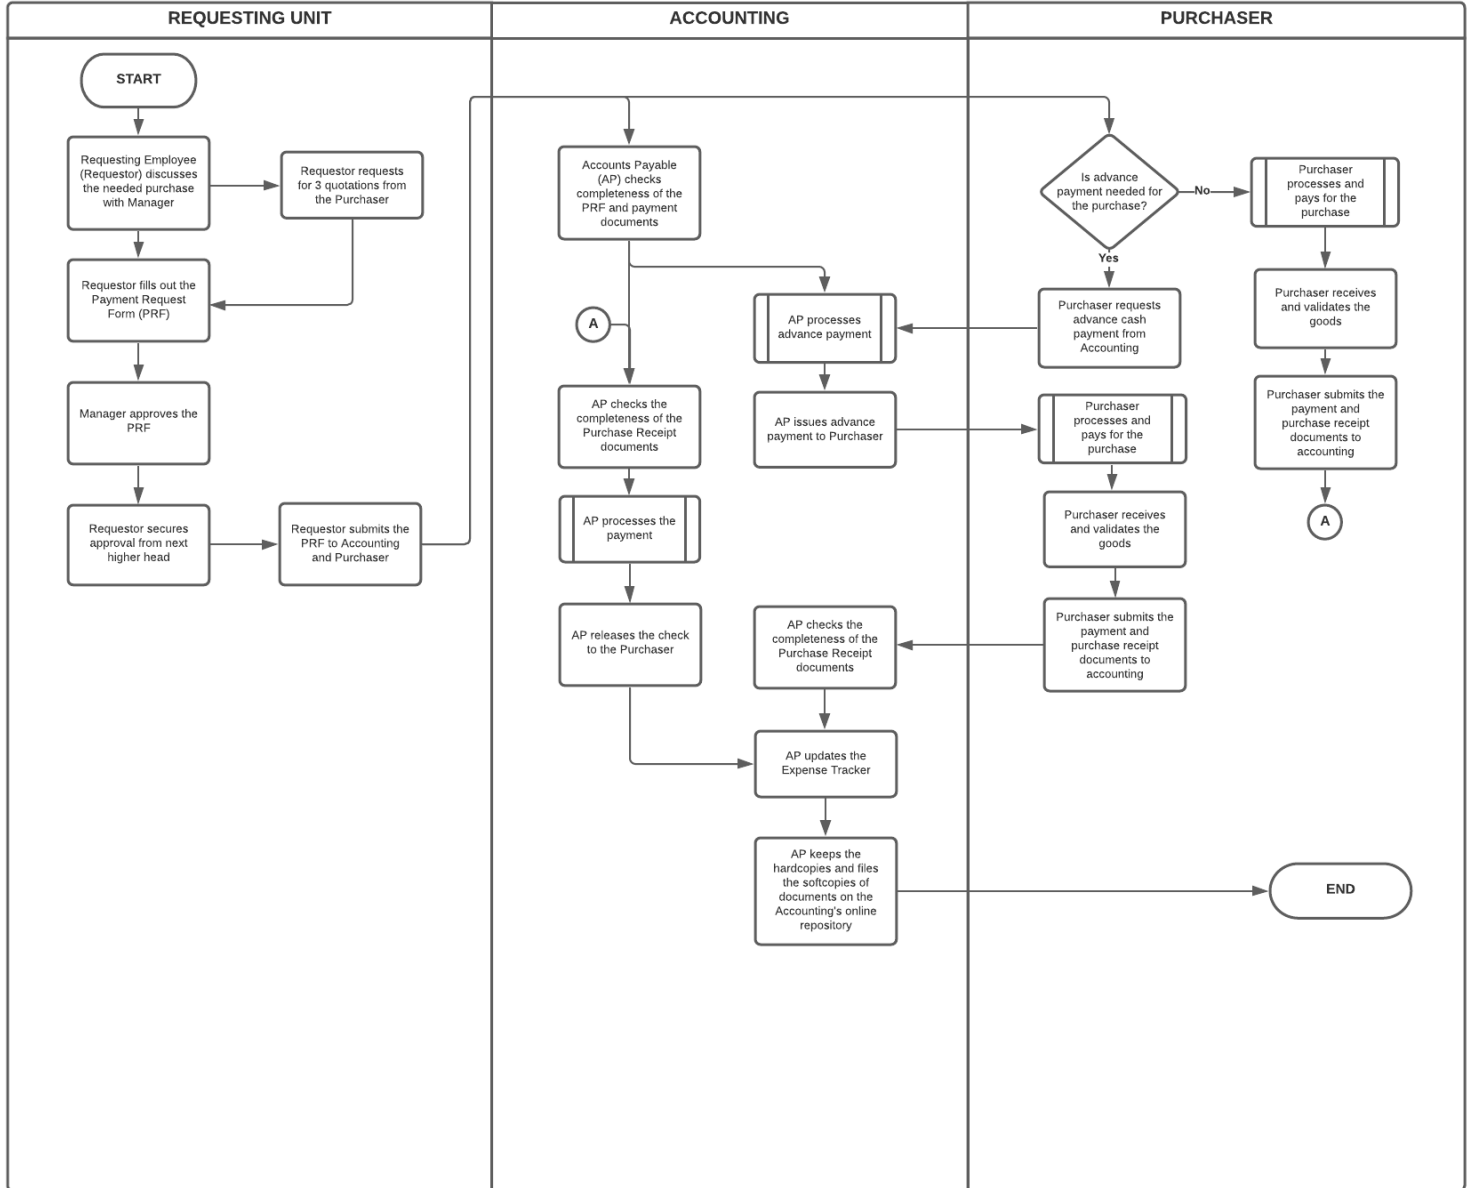 REQUESTING UNIT
ACCOUNTING
PURCHASER
START
Requesting Employee
(Requestor) discusses
the needed purchase
with Manager
Requestor requests
for 3 quotations from
the Purchaser
Requestor fills out the
Payment Request
Form (PRF)
Manager approves the
PRF
Requestor secures
approval from next
higher head
Requestor submits the
PRF to Accounting
and Purchaser
Accounts Payable
(AP) checks
completeness of the
PRF and payment
documents
A
AP processes
advance payment
AP checks the
completeness of the
Purchase Receipt
documents
AP issues advance
payment to Purchaser
AP processes the
payment
AP releases the check
to the Purchaser
AP checks the
completeness of the
Purchase Receipt
documents
AP updates the
Expense Tracker
AP keeps the
hardcopies and files
the softcopies of
documents on the
Accounting's online
repository
Is advance
payment needed for
the purchase?
No
Yes
Purchaser
processes and
pays for the
purchase
Purchaser requests
advance cash
payment from
Accounting
Purchaser receives
and validates the
goods
Purchaser
processes and
pays for the
purchase
Purchaser submits the
payment and
purchase receipt
documents to
accounting
A
Purchaser receives
and validates the
goods
Purchaser submits the
payment and
purchase receipt
documents to
accounting
END